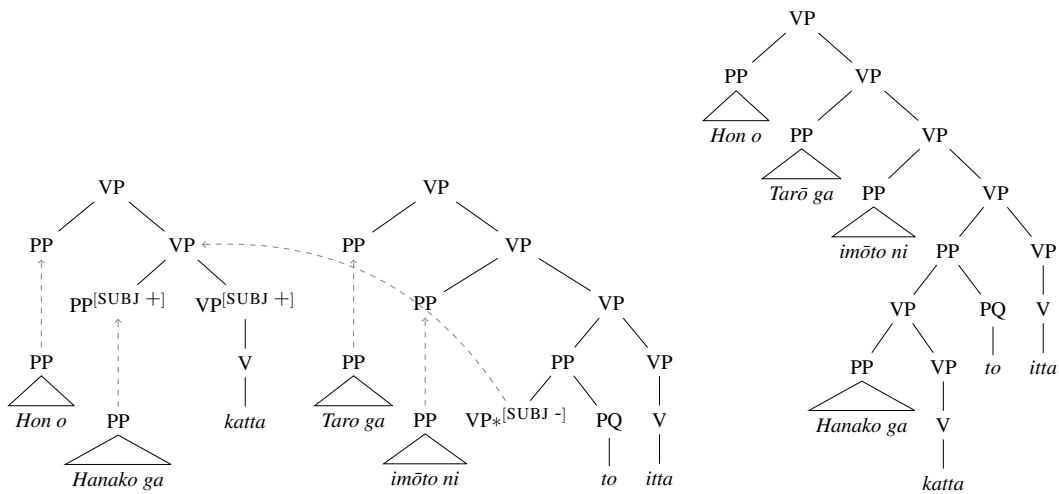 VP
PP VP
Hon o
PP VP
Tarō ga
PP VP
imōto ni
PP VP
VP PQ V
to itta
PP VP
Hanako ga
V
katta
VP
PP VP
PP[SUBJ +] VP[SUBJ +]
PP V
Hon o
PP katta
Hanako ga
VP
PP VP
PP VP
PP PP VP
Taro ga
PP VP*[SUBJ -] PQ V
imōto ni to itta